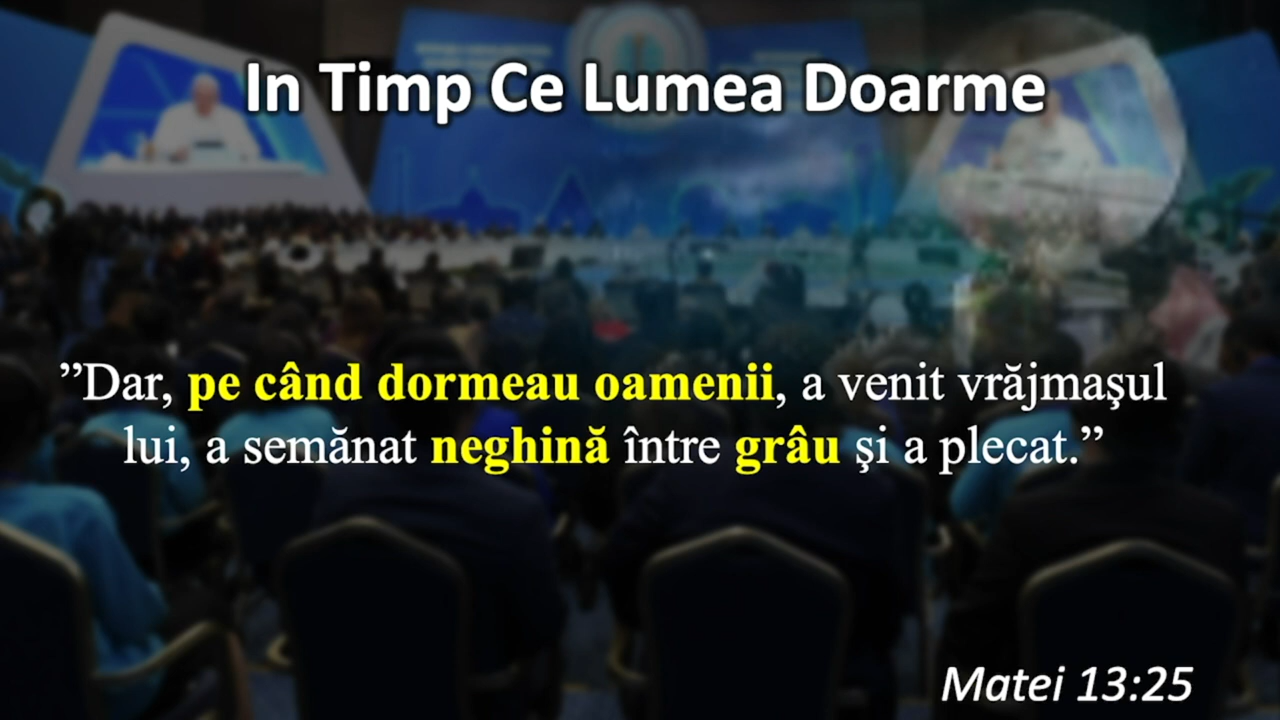 In Timp Ce Lumea Doarme
”Dar, pe când dormeau oamenii, a venit vrăjmaşul
lui, a semănat neghină între grâu şi a plecat.”
Matei 13:25